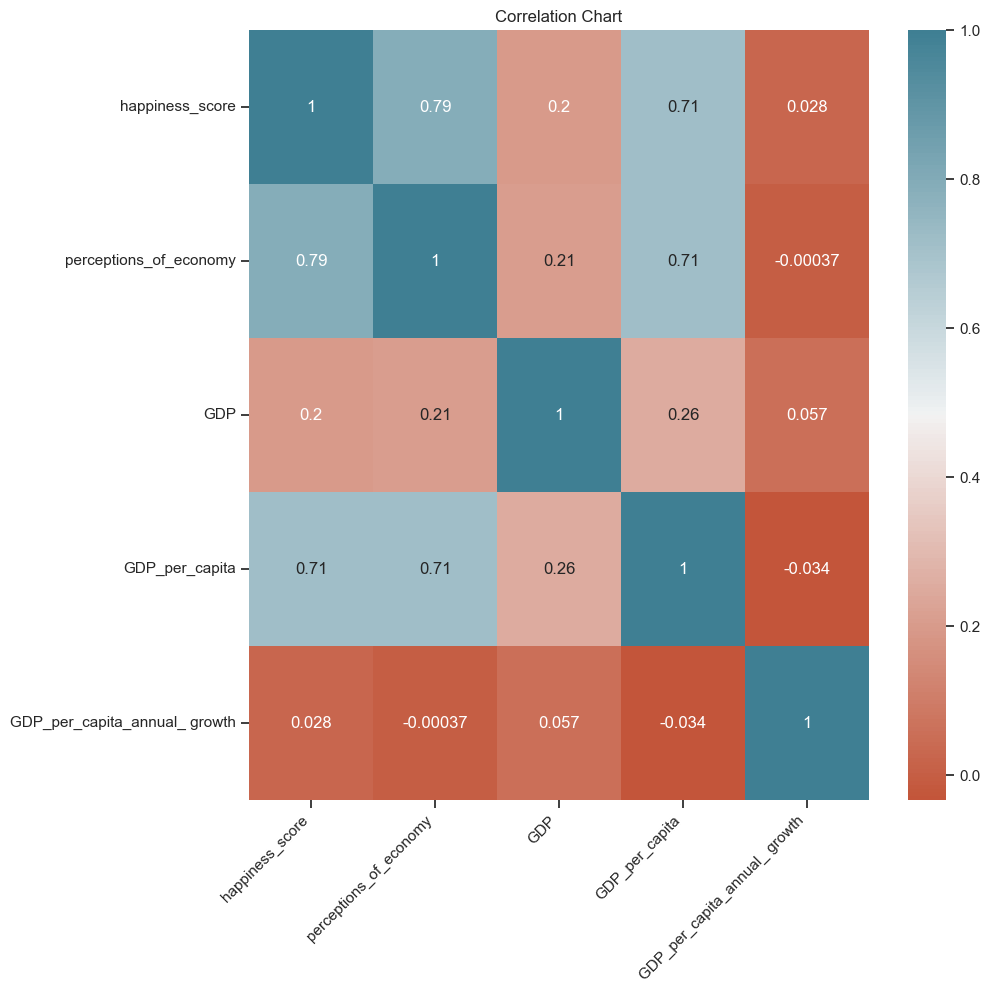 Correlation Chart
happiness_score
1
0.79
0.2
0.71
0.028
perceptions_of_economy
0.79
1
0.21
0.71
-0.00037
GDP
0.2
0.21
1
0.26
0.057
GDP_per_capita
0.71
0.71
0.26
1
-0.034
GDP_per_capita_annual_ growth
0.028
-0.00037
0.057
-0.034
1
happiness_score
perceptions_of_economy
GDP
GDP_per_capita
GDP_per_capita_annual_ growth
1.0
0.8
0.6
0.4
0.2
0.0